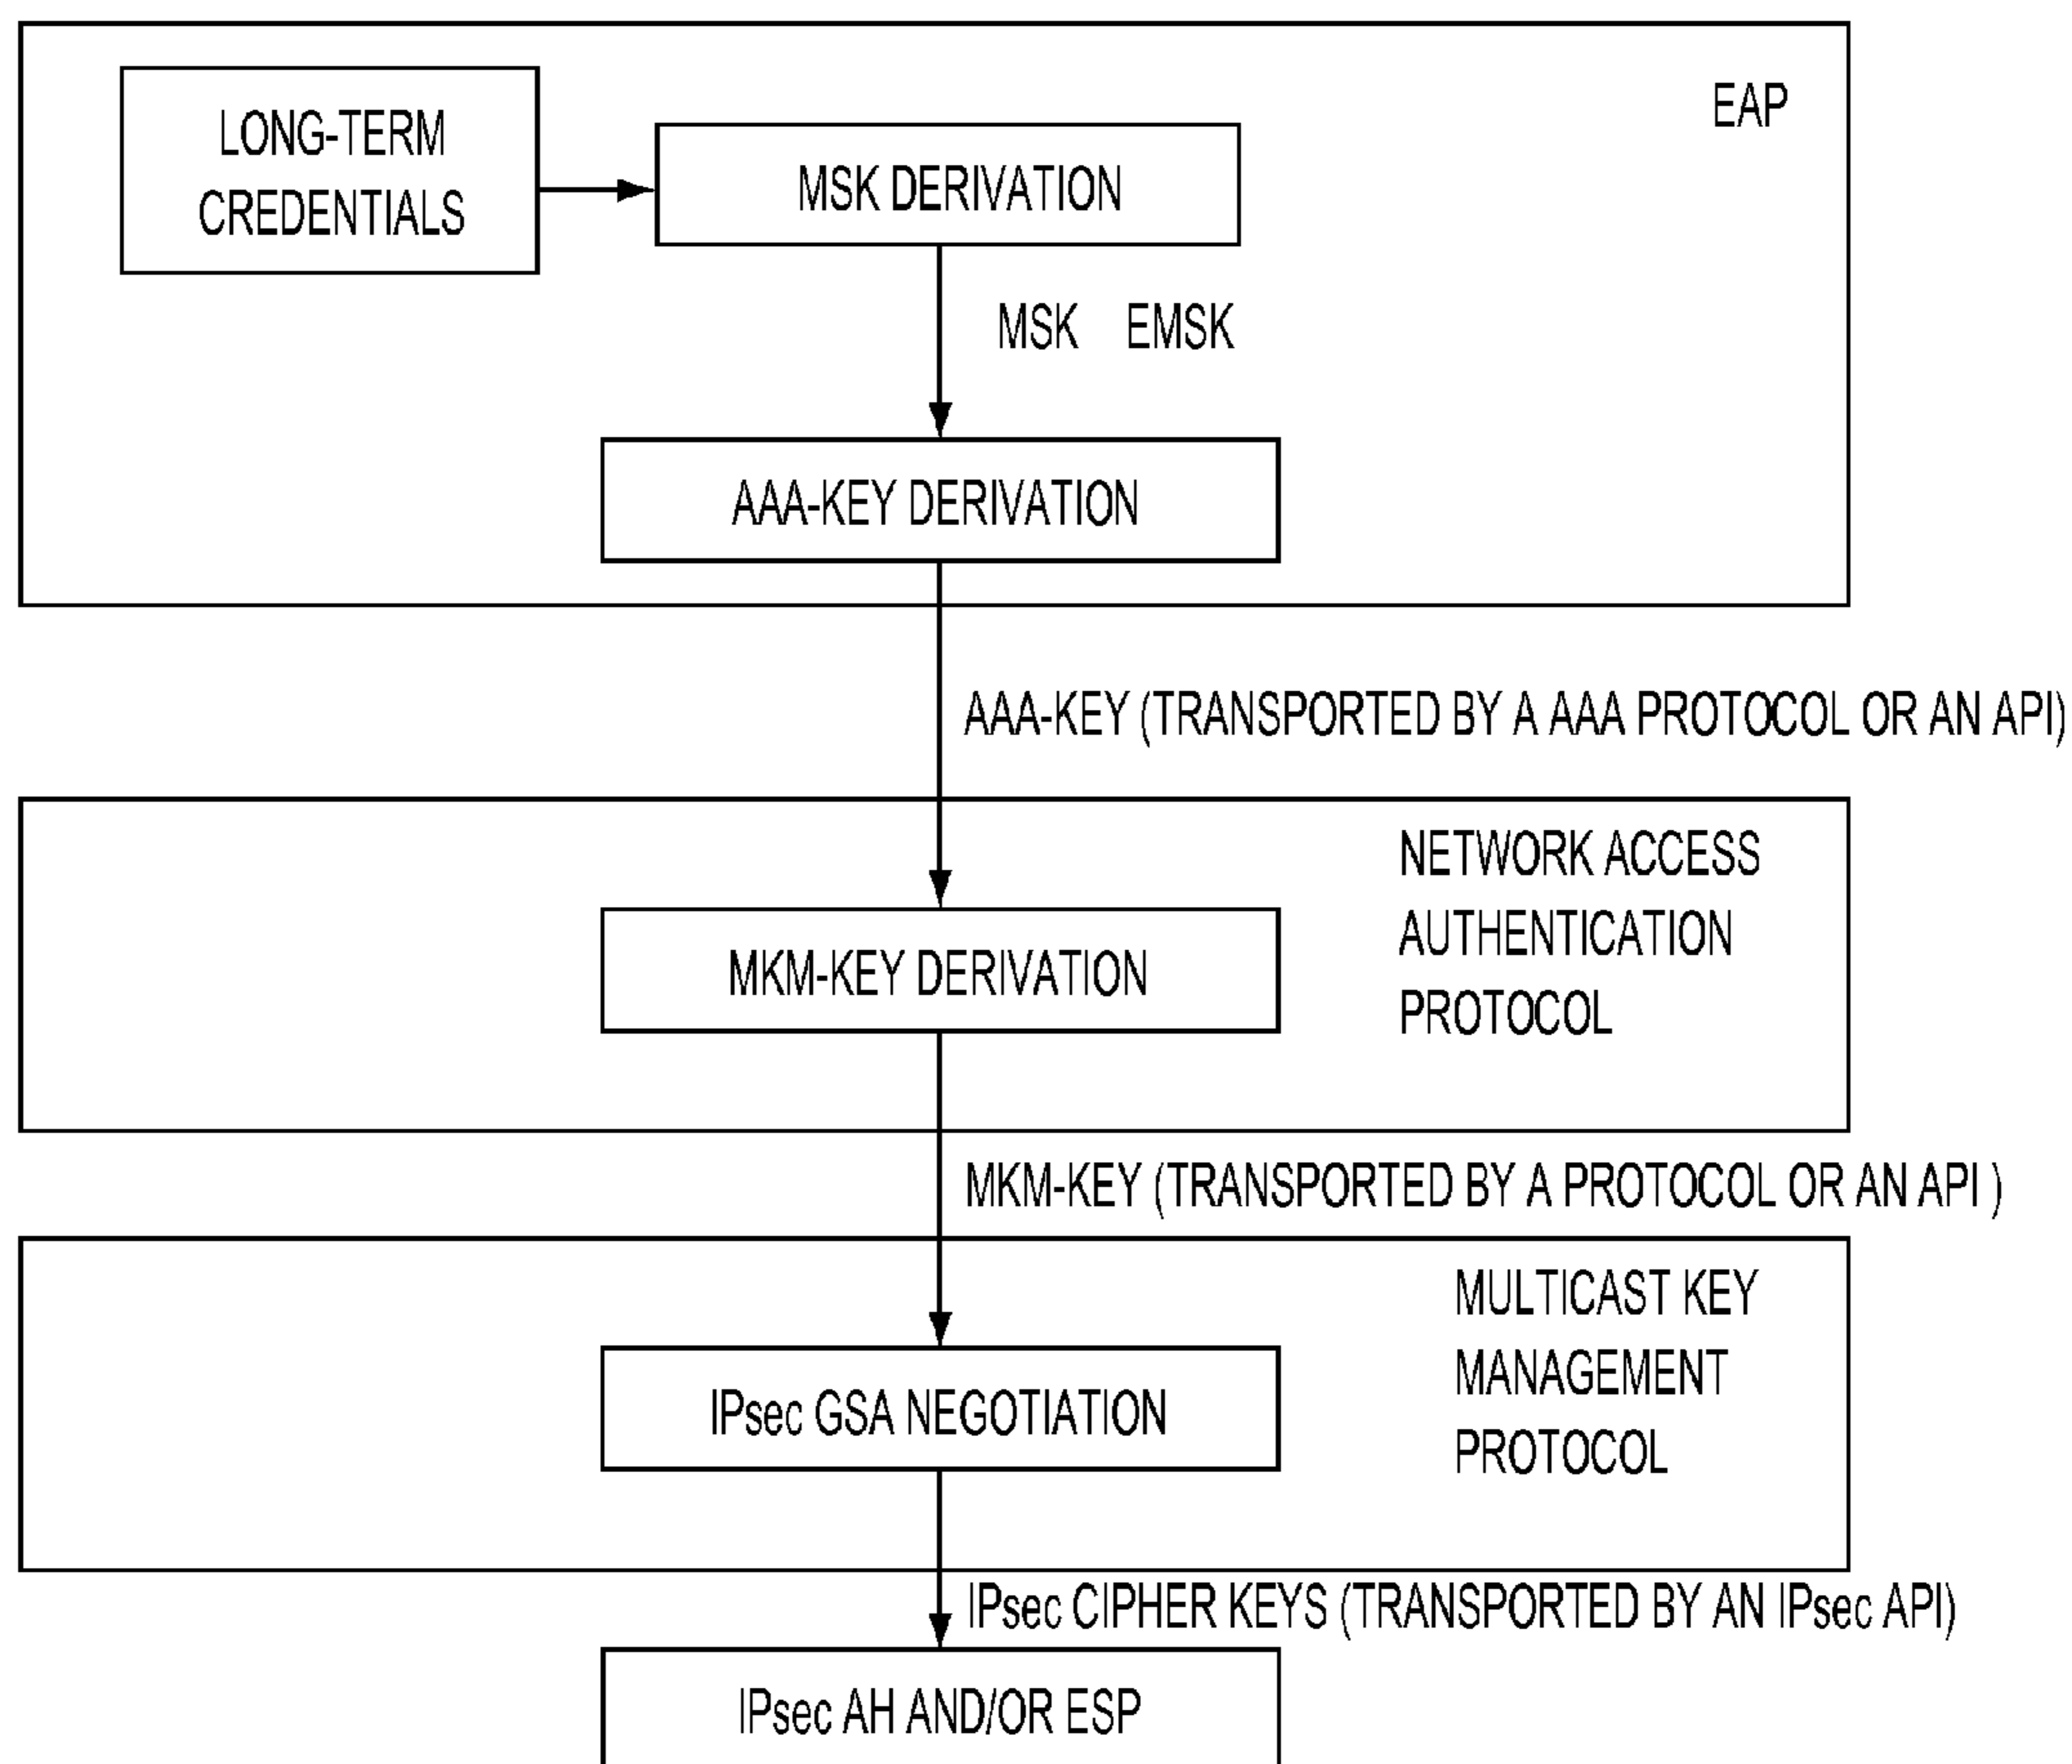 EAP
LONG-TERM
CREDENTIALS
MSK DERIVATION
MSK EMSK
AAA-KEY DERIVATION
AAA-KEY (TRANSPORTED BY A AAA PROTOCOL OR AN API)
NETWORK ACCESS
AUTHENTICATION
PROTOCOL
MKM-KEY DERIVATION
MKM-KEY (TRANSPORTED BY A PROTOCOL OR AN API )
MULTICAST KEY
MANAGEMENT
PROTOCOL
IPsec GSA NEGOTIATION
IPsec CIPHER KEYS (TRANSPORTED BY AN IPsec API)
IPsec AH AND/OR ESP